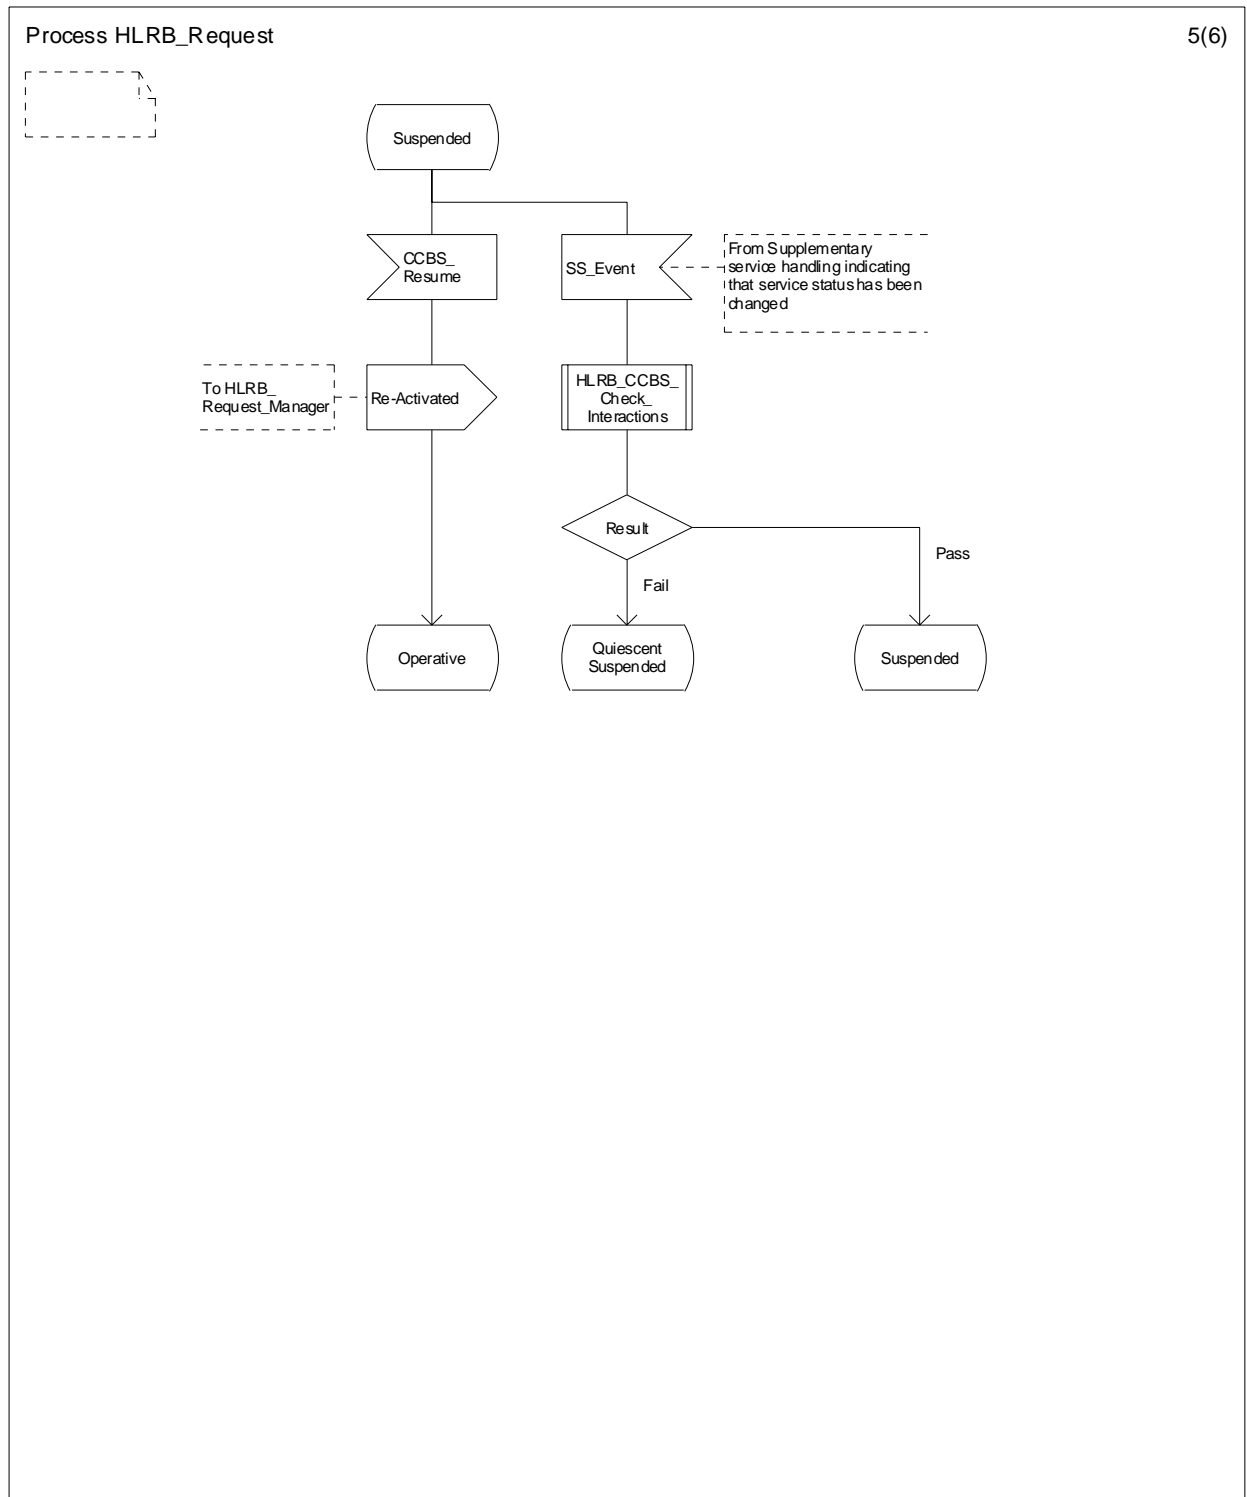 Process HLRB_Request
5(6)
Suspended
CCBS_
Resume
SS_Event
From Supplementary
service handling indicating
that service status has been
changed
To HLRB_
Request_Manager
Re-Activated
HLRB_CCBS_
Check_
Interactions
Result
Pass
Fail
Operative
Quiescent
Suspended
Suspended